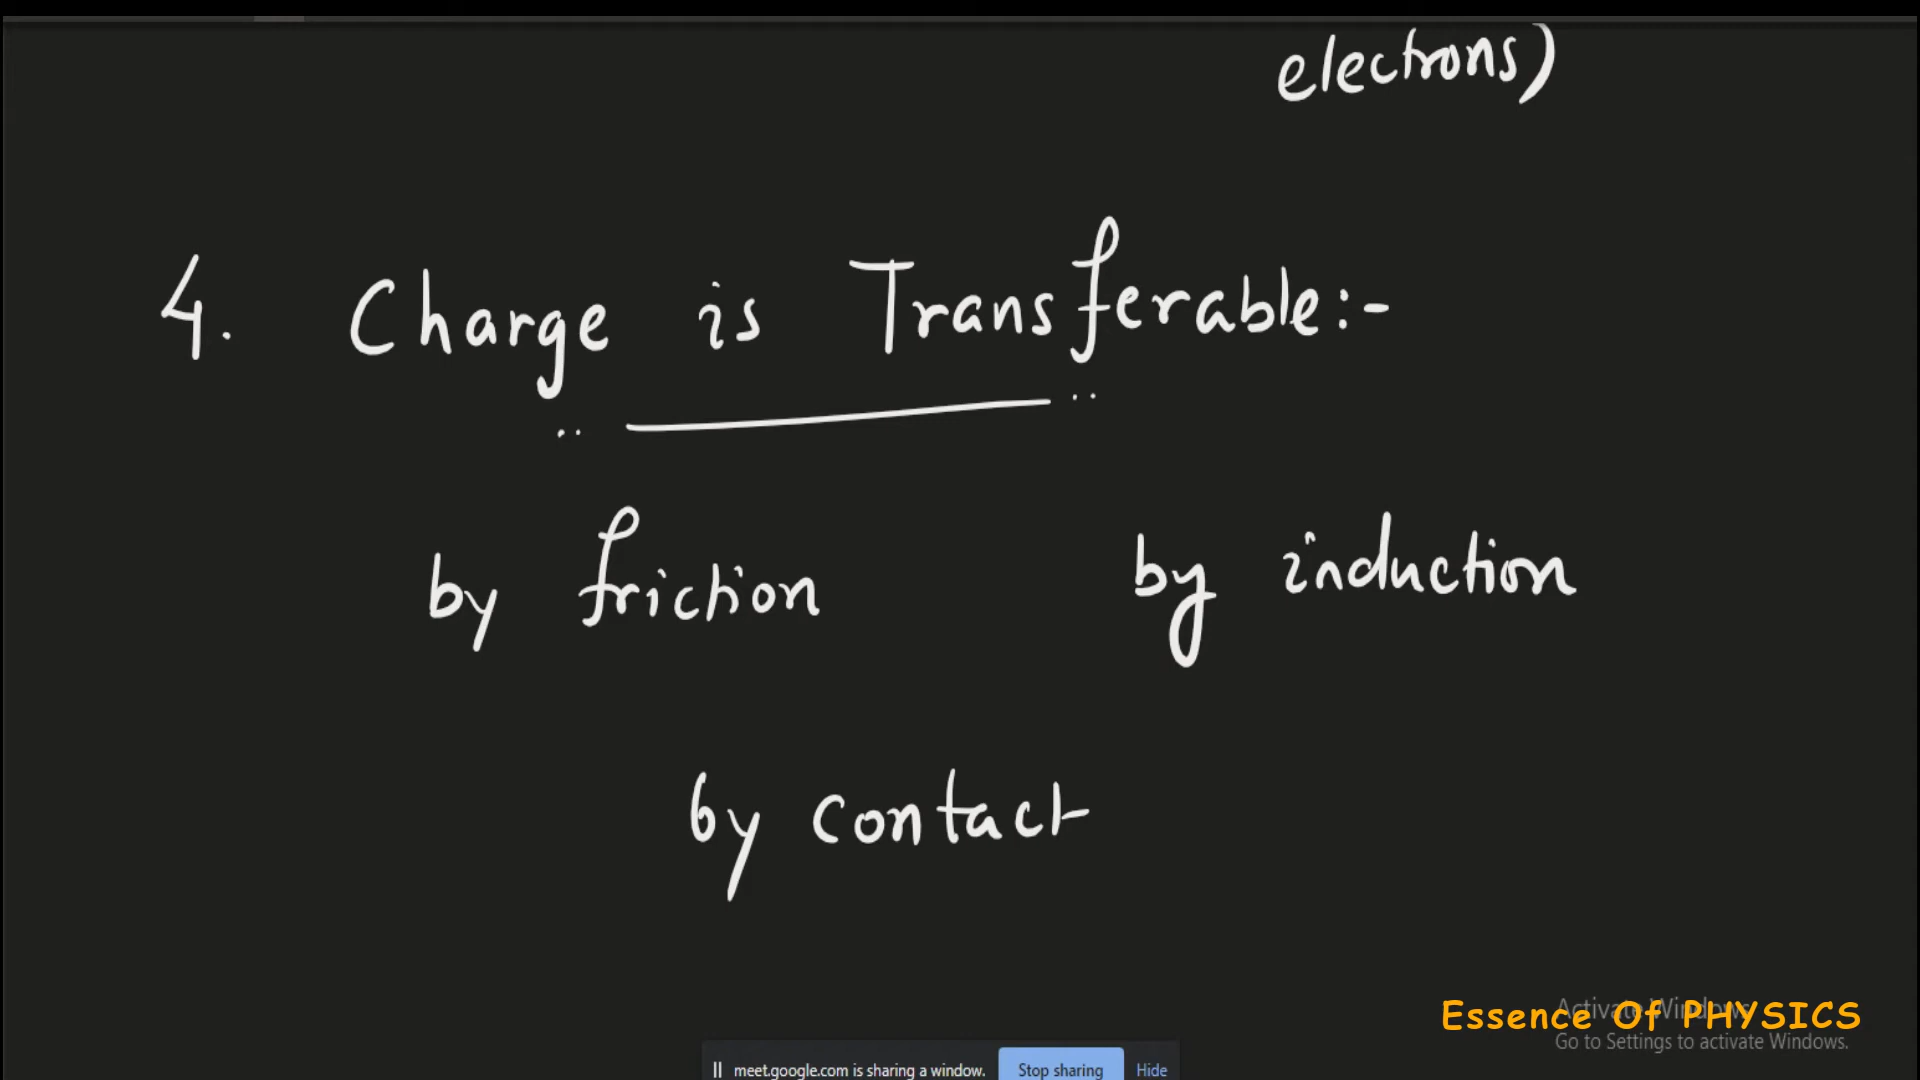 electrons)
4. Charge is Transferable:-
by friction by induction
by contact
Essence Of PHYSICS
Activate Windows
Go to Settings to activate Windows.
meet.google.com is sharing a window. Stop sharing Hide